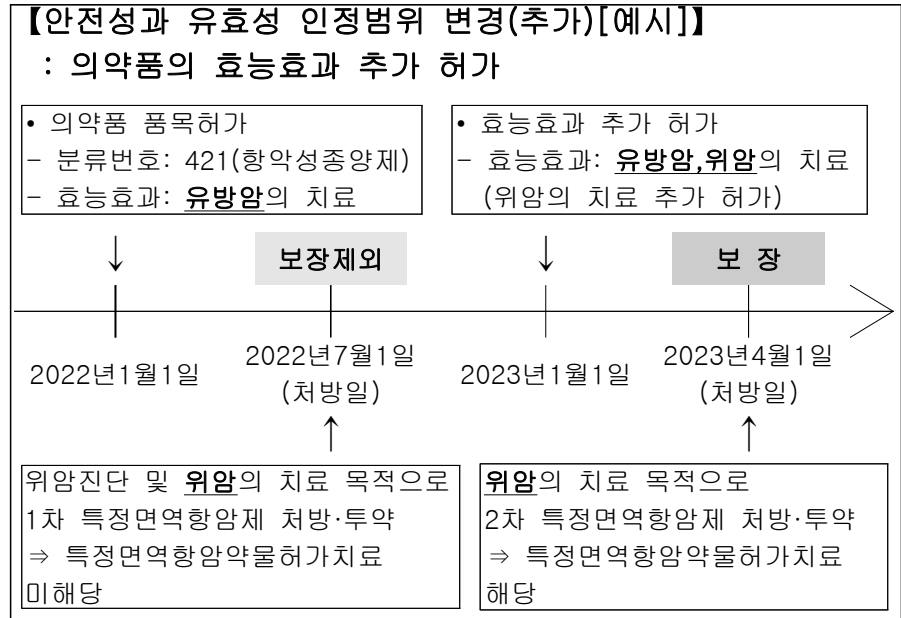 【안전성과 유효성 인정범위 변경(추가)[예시]】
: 의약품의 효능효과 추가 허가
• 의약품 품목허가
- 분류번호: 421(항악성종양제)
- 효능효과: 유방암의 치료
• 효능효과 추가 허가
- 효능효과: 유방암,위암의 치료
(위암의 치료 추가 허가)
↓
보장제외
↓
보 장
2022년1월1일
2022년7월1일
(처방일)
2023년1월1일
2023년4월1일
(처방일)
↑
↑
위암진단 및 위암의 치료 목적으로
1차 특정면역항암제 처방·투약
⇒ 특정면역항암약물허가치료
미해당
위암의 치료 목적으로
2차 특정면역항암제 처방·투약
⇒ 특정면역항암약물허가치료
해당